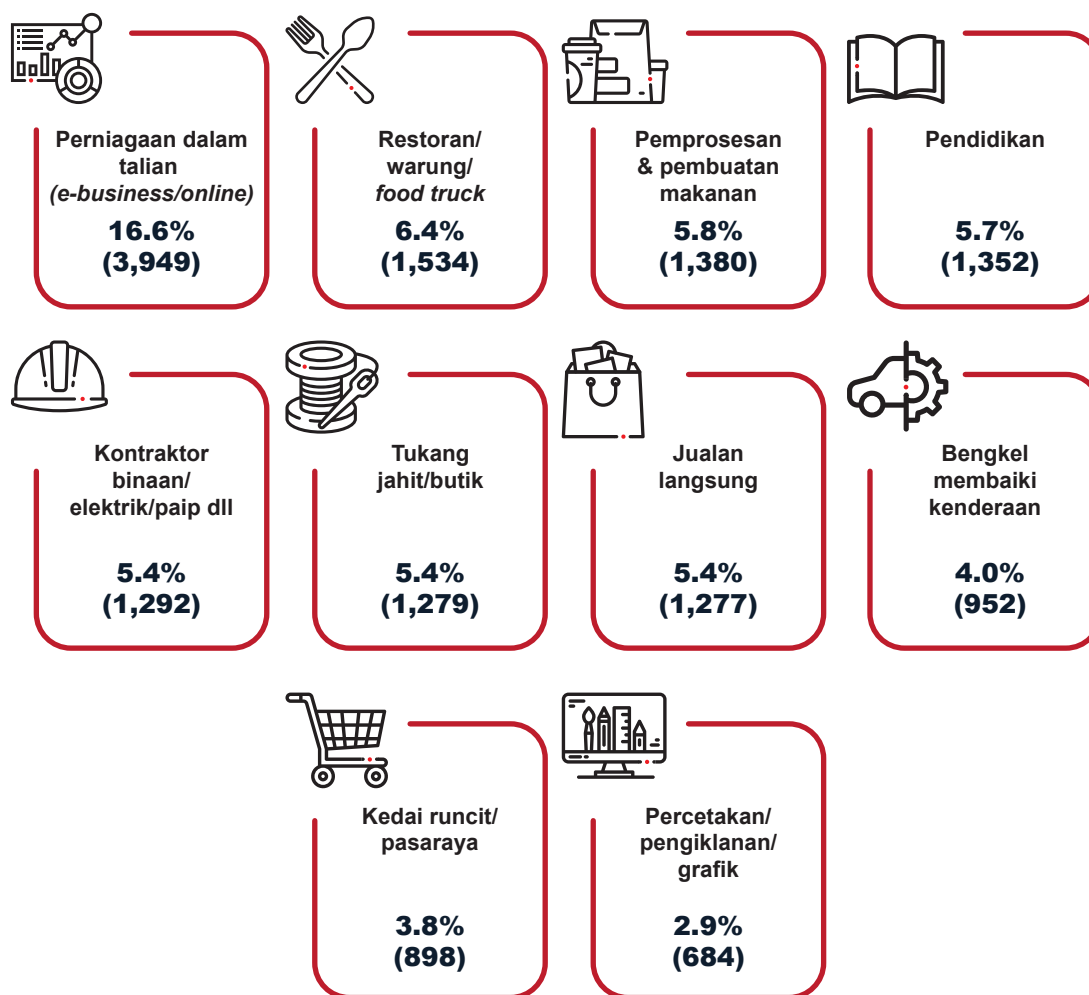 Perniagaan dalam
talian
(e-business/online)
16.6%
(3,949)
Restoran/
warung/
food truck
6.4%
(1,534)
Pemprosesan
& pembuatan
makanan
5.8%
(1,380)
Pendidikan
5.7%
(1,352)
Kontraktor
binaan/
elektrik/paip dll
5.4%
(1,292)
Tukang
jahit/butik
5.4%
(1,279)
Jualan
langsung
5.4%
(1,277)
Bengkel
membaiki
kenderaan
4.0%
(952)
Kedai runcit/
pasaraya
3.8%
(898)
Percetakan/
pengiklanan/
grafik
2.9%
(684)